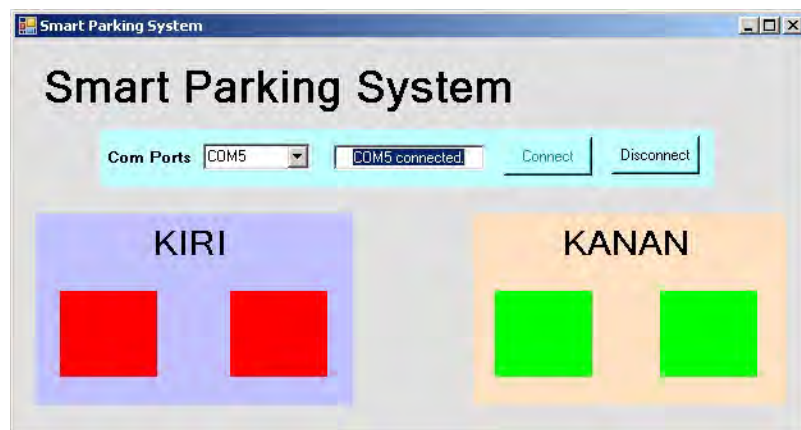 Smart Parking System
Smart Parking System
Com Ports COM5 COM5 connected. Connect Disconnect
KIRI KANAN